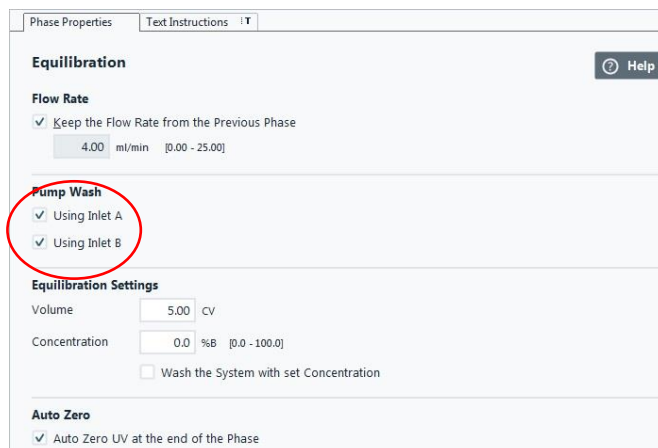 Phase Properties Text Instructions T
Equilibration
? Help
Flow Rate
Keep the Flow Rate from the Previous Phase
4.00 ml/min [0.00 - 25.00]
Pump Wash
Using Inlet A
Using Inlet B
Equilibration Settings
Volume 5.00 CV
Concentration 0.0 %B [0.0 - 100.0]
Wash the System with set Concentration
Auto Zero
Auto Zero UV at the end of the Phase